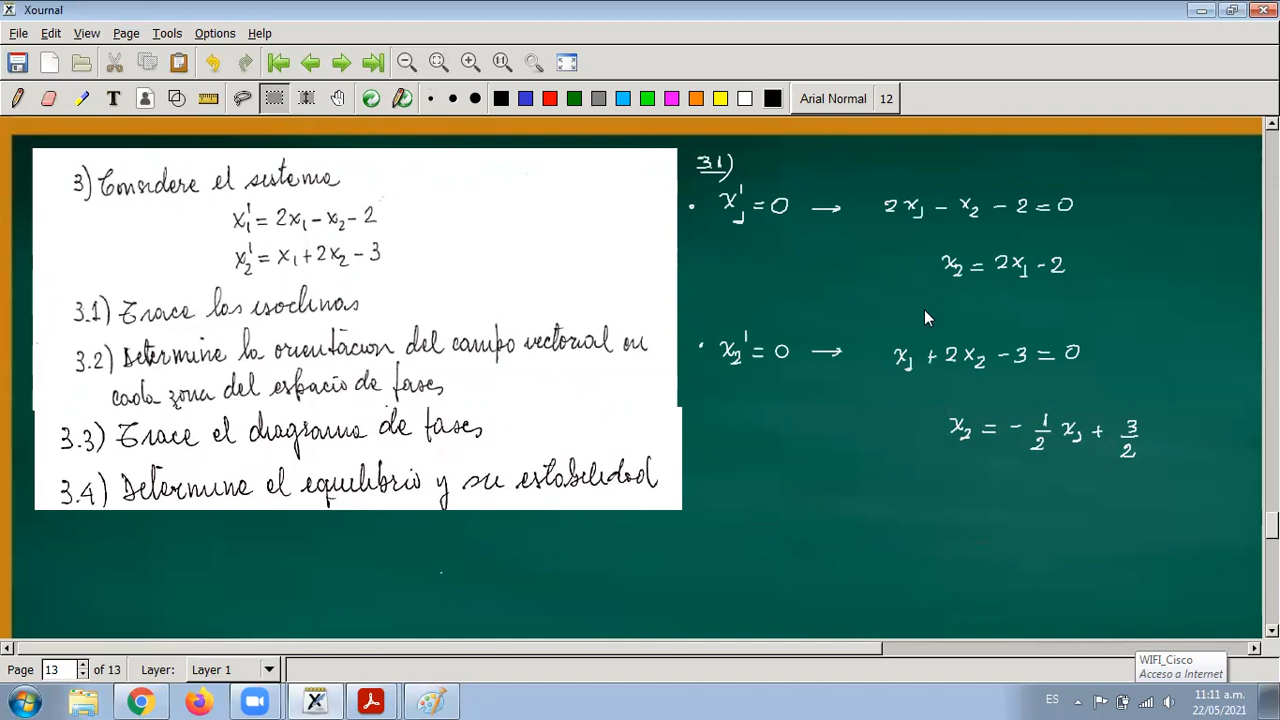 Xournal
File Edit View Page Tools Options Help
Arial Normal 12
3) Considere el sistema
x₁' = 2x₁ - x₂ - 2
x₂' = x₁ + 2x₂ - 3
3.1) Trace las isoclinas
3.2) Determine la orientación del campo vectorial en
cada zona del espacio de fases
3.3) Trace el diagrama de fases
3.4) Determine el equilibrio y su estabilidad
3.1)
• x₁' = 0 → 2x₁ - x₂ - 2 = 0
x₂ = 2x₁ - 2
• x₂' = 0 → x₁ + 2x₂ - 3 = 0
x₂ = - 1/2 x₁ + 3/2
Page 13 of 13 Layer: Layer 1
WIFI_Cisco
Acceso a Internet
ES 11:11 a.m.
22/05/2021